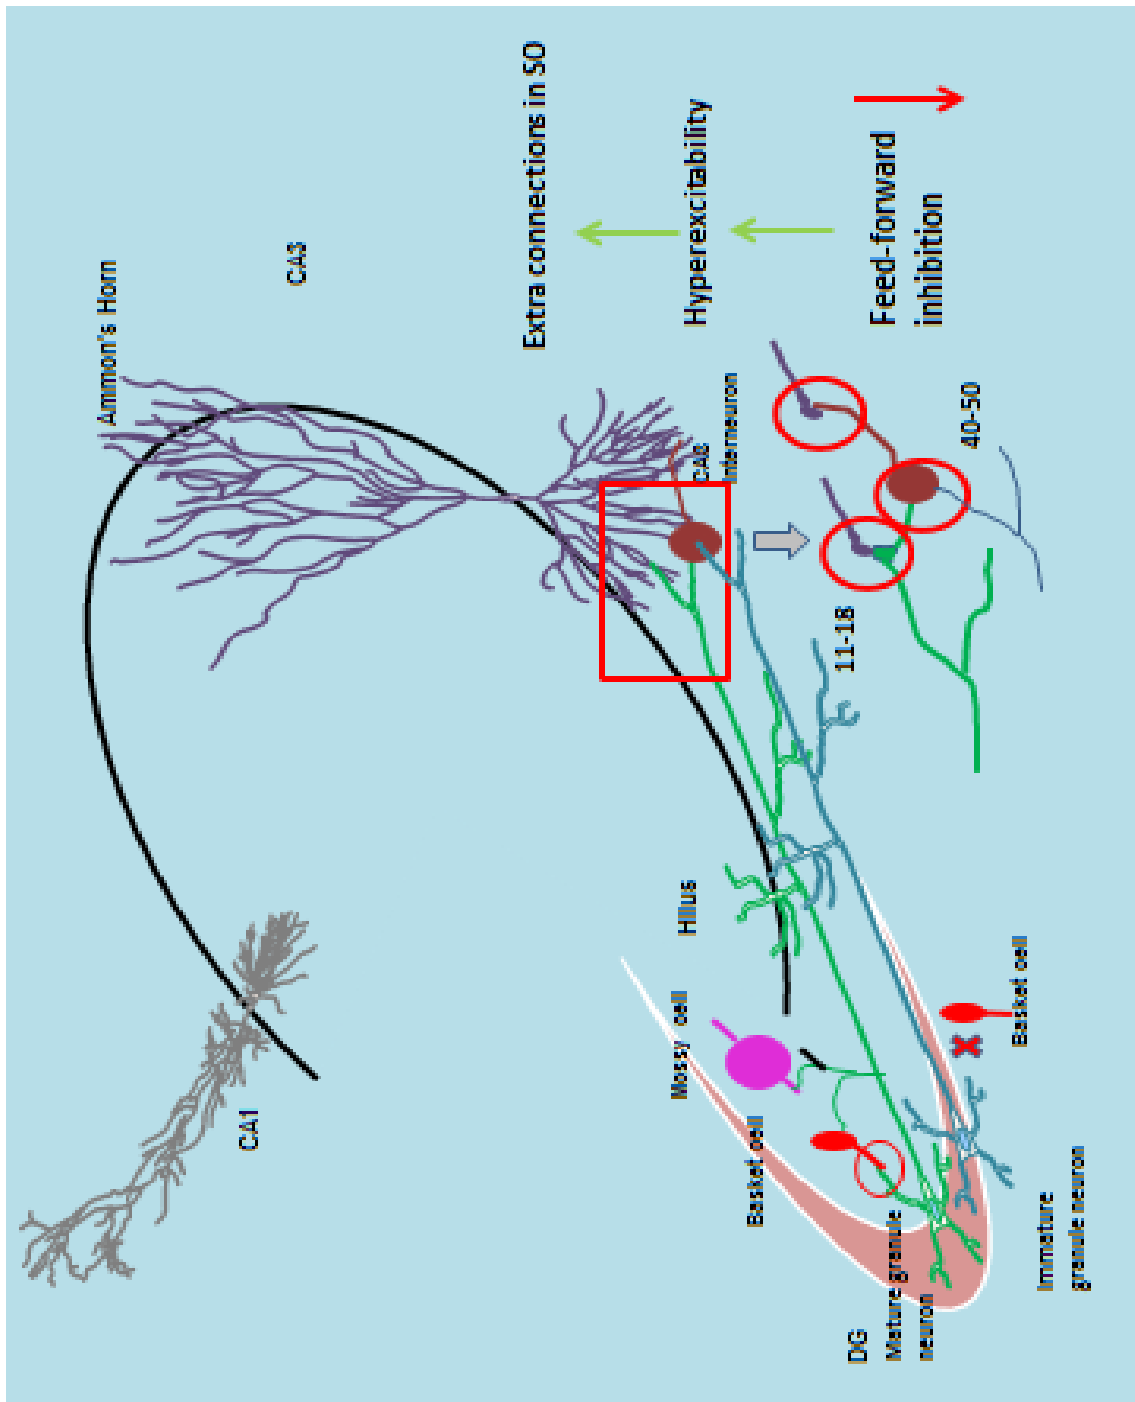 Ammon's Horn
CA1
CA3
Extra connections in SO
Mossy cell
Hilus
Hyperexcitability
CA3
Interneuron
Basket cell
11-18
DG
Mature granule
neuron
Feed-forward
inhibition
40-50
Basket cell
Immature
granule neuron